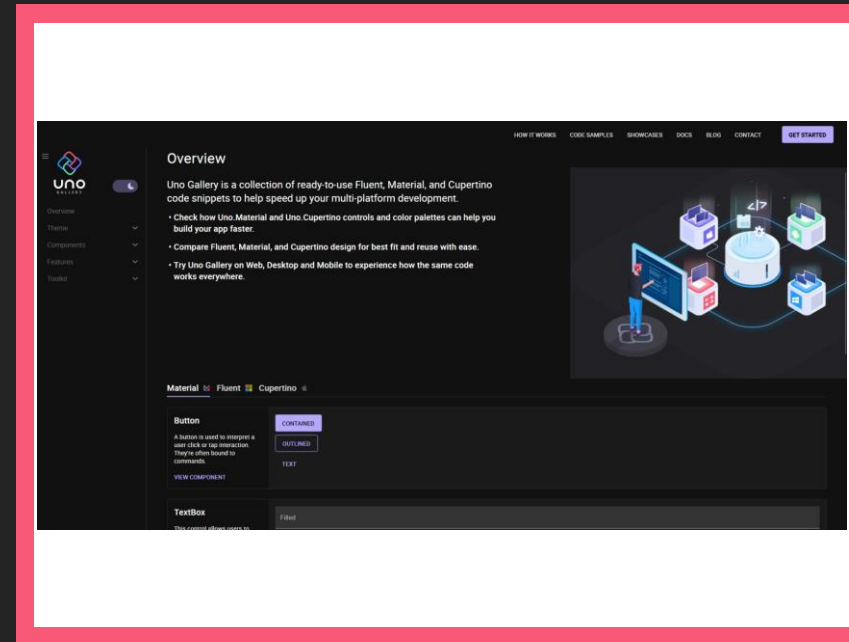 HOW IT WORKS CODE SAMPLES SHOWCASES DOCS BLOG CONTACT GET STARTED
UNO
GALLERY
Overview
Theme
Components
Features
Toolkit
Overview
Uno Gallery is a collection of ready-to-use Fluent, Material, and Cupertino
code snippets to help speed up your multi-platform development.
• Check how Uno.Material and Uno.Cupertino controls and color palettes can help you
build your app faster.
• Compare Fluent, Material, and Cupertino design for best fit and reuse with ease.
• Try Uno Gallery on Web, Desktop and Mobile to experience how the same code
works everywhere.
</>
Material Fluent Cupertino
Button
A button is used to interpret a
user click or tap interaction.
They're often bound to
commands.
VIEW COMPONENT
CONTAINED
OUTLINED
TEXT
TextBox
This control allows users to
Filled